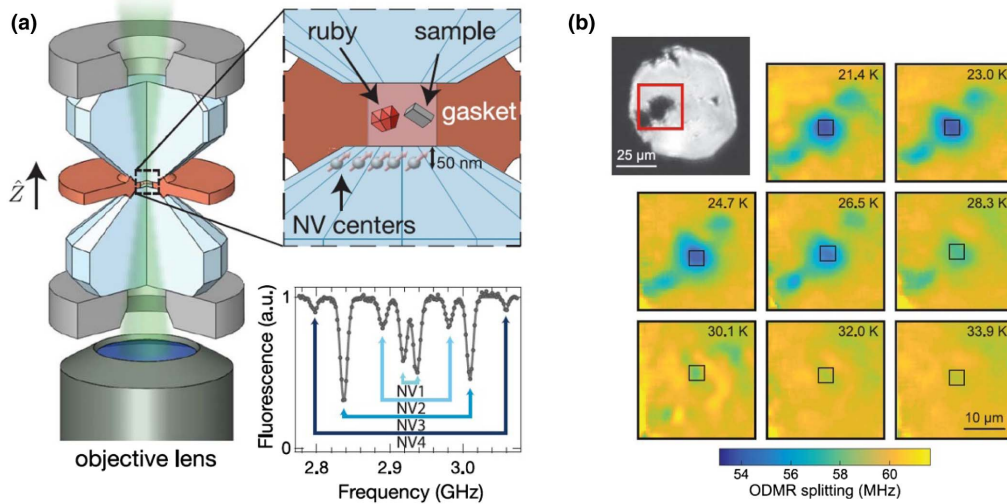 (a)
Ẑ
objective lens
ruby
sample
gasket
50 nm
NV centers
Fluorescence (a.u.)
1
0
NV1
NV2
NV3
NV4
2.8
2.9
3.0
Frequency (GHz)
(b)
25 µm
21.4 K
23.0 K
24.7 K
26.5 K
28.3 K
30.1 K
32.0 K
33.9 K
10 µm
54
56
58
60
ODMR splitting (MHz)